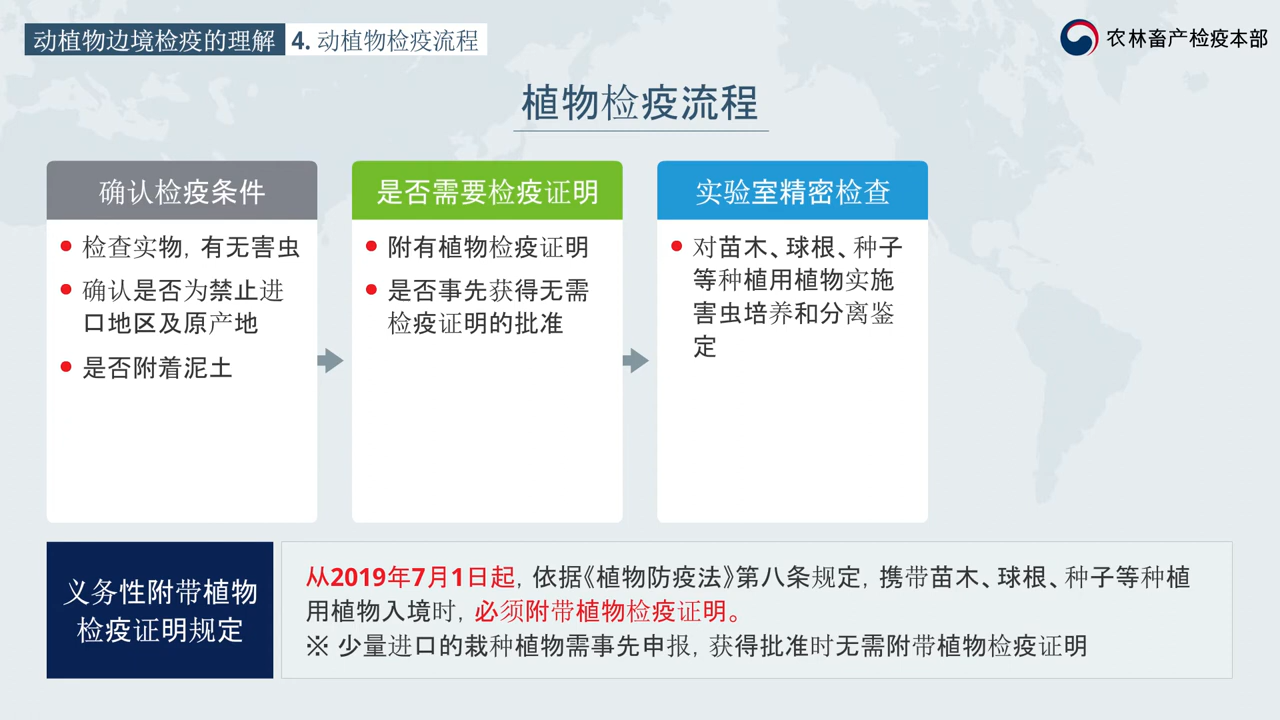 动植物边境检疫的理解 4. 动植物检疫流程
农林畜产检疫本部
植物检疫流程
确认检疫条件
检查实物, 有无害虫
确认是否为禁止进
口地区及原产地
是否附着泥土
是否需要检疫证明
附有植物检疫证明
是否事先获得无需
检疫证明的批准
实验室精密检查
对苗木、球根、种子
等种植用植物实施
害虫培养和分离鉴
定
义务性附带植物
检疫证明规定
从2019年7月1日起, 依据《植物防疫法》第八条规定, 携带苗木、球根、种子等种植
用植物入境时, 必须附带植物检疫证明。
※ 少量进口的栽种植物需事先申报, 获得批准时无需附带植物检疫证明